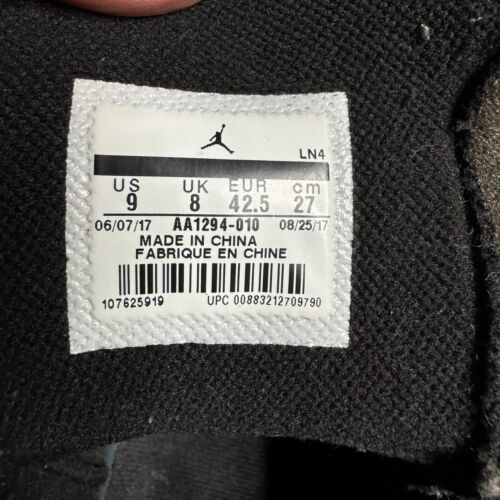 LN4
US UK EUR cm
9 8 42.5 27
06/07/17 AA1294-010 08/25/17
MADE IN CHINA
FABRIQUE EN CHINE
107625919 UPC 00883212709790